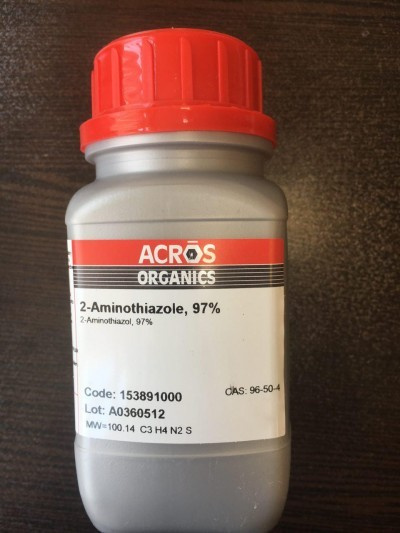 ACRŌS
ORGANICS
2-Aminothiazole, 97%
2-Aminothiazol, 97%
Code: 153891000
CAS: 96-50-4
Lot: A0360512
MW=100.14 C3 H4 N2 S